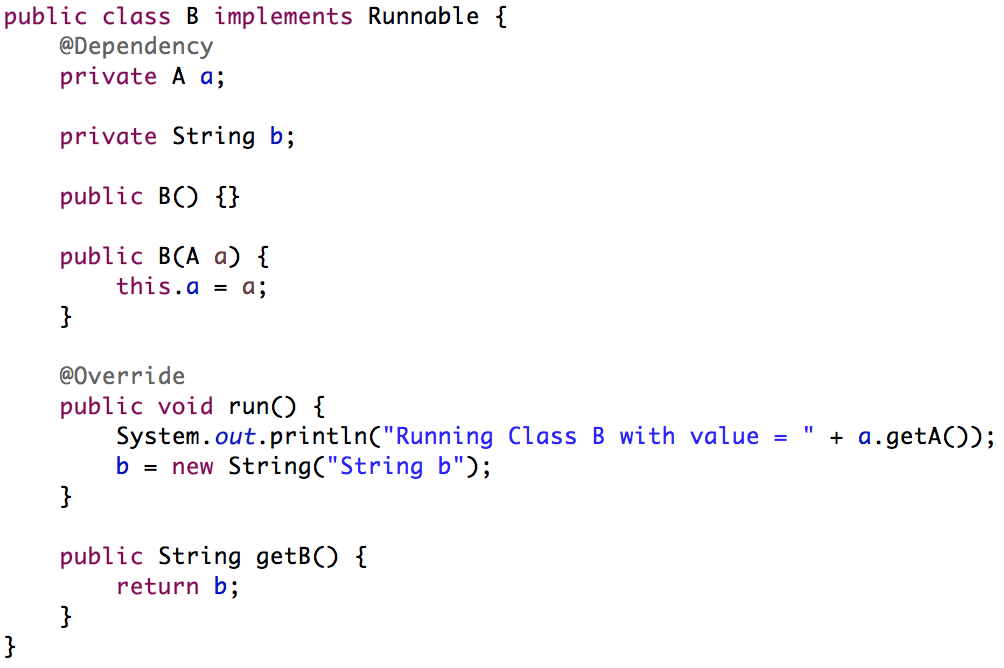 public class B implements Runnable {
    @Dependency
    private A a;

    private String b;

    public B() {}

    public B(A a) {
        this.a = a;
    }

    @Override
    public void run() {
        System.out.println("Running Class B with value = " + a.getA());
        b = new String("String b");
    }

    public String getB() {
        return b;
    }
}